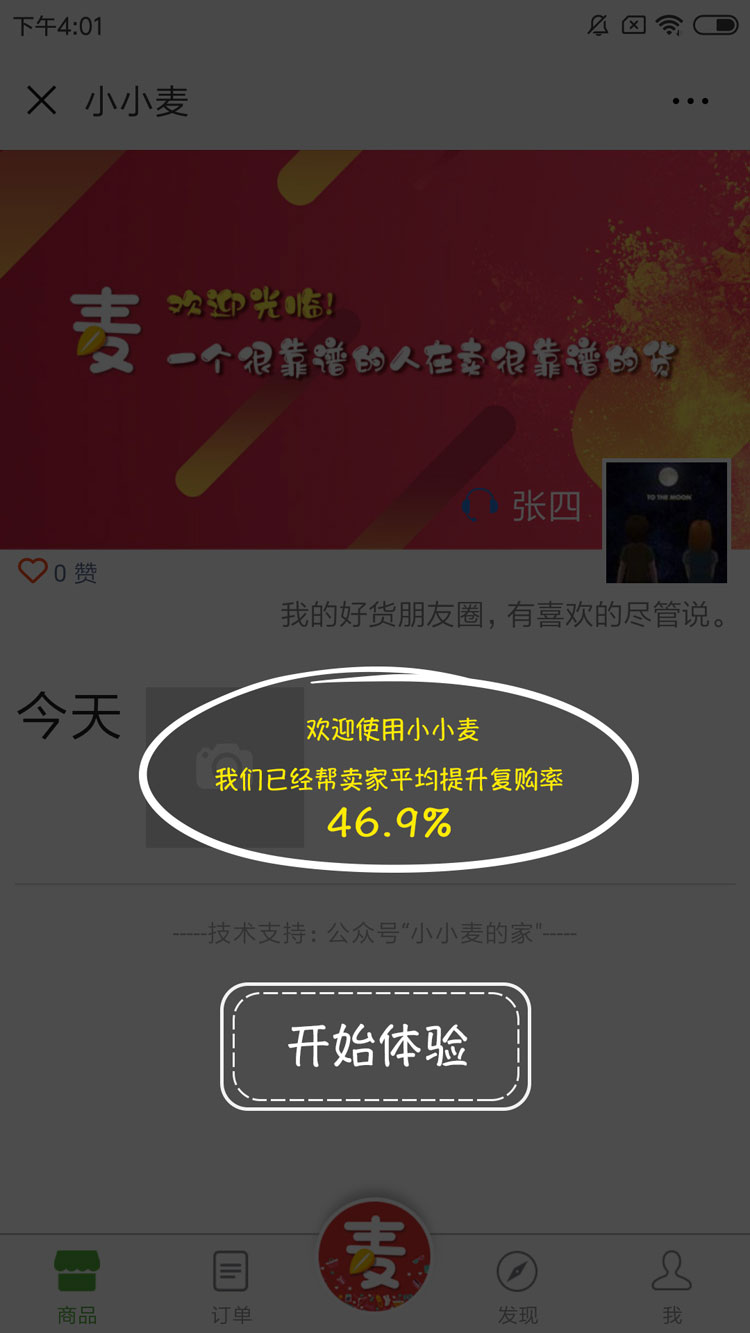 下午4:01
小小麦
麦 欢迎光临!
一个很靠谱的人在卖很靠谱的货
TO THE MOON
张四
0 赞
我的好货朋友圈，有喜欢的尽管说。
今天
欢迎使用小小麦
我们已经帮卖家平均提升复购率
46.9%
-----技术支持：公众号“小小麦的家"-----
开始体验
麦
商品 订单 发现 我